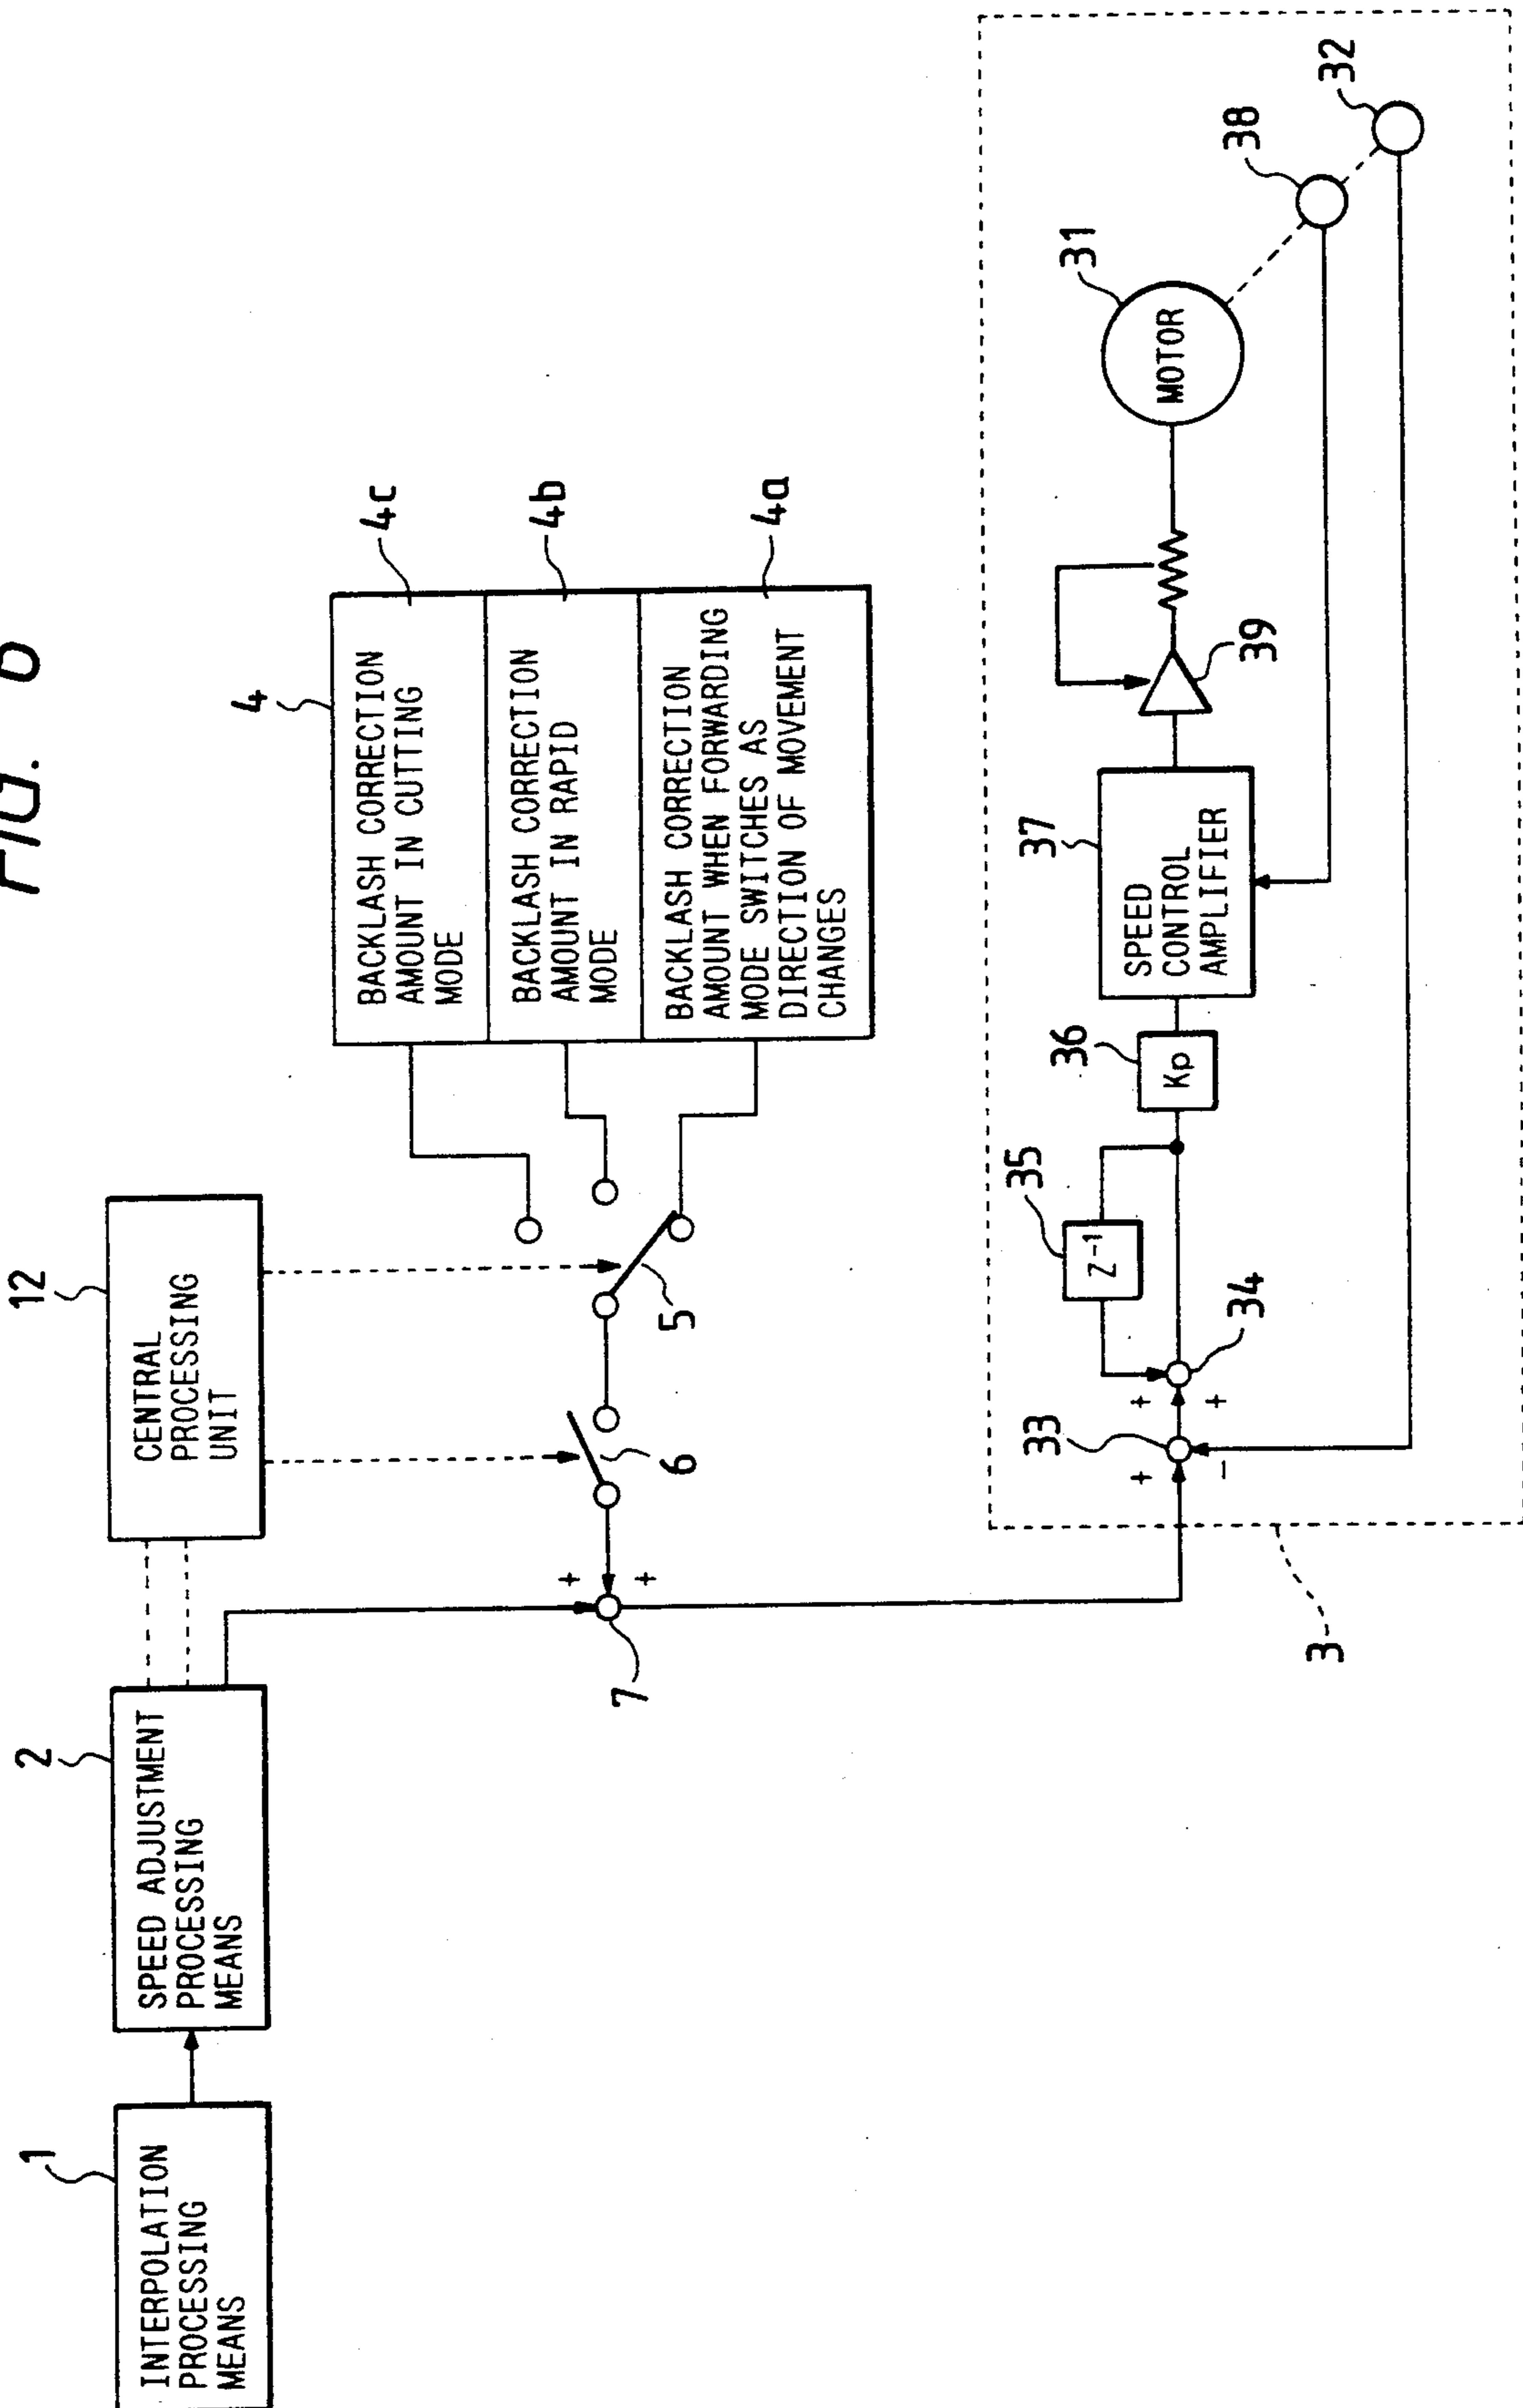 FIG. 6
1
INTERPOLATION
PROCESSING
MEANS
2
SPEED ADJUSTMENT
PROCESSING
MEANS
12
CENTRAL
PROCESSING
UNIT
4
BACKLASH CORRECTION
AMOUNT IN CUTTING
MODE
4c
BACKLASH CORRECTION
AMOUNT IN RAPID
MODE
4b
BACKLASH CORRECTION
AMOUNT WHEN FORWARDING
MODE SWITCHES AS
DIRECTION OF MOVEMENT
CHANGES
4a
5
6
+
+
7
3
33
+
-
34
+
+
35
Z-1
36
Kp
37
SPEED
CONTROL
AMPLIFIER
39
31
MOTOR
38
32